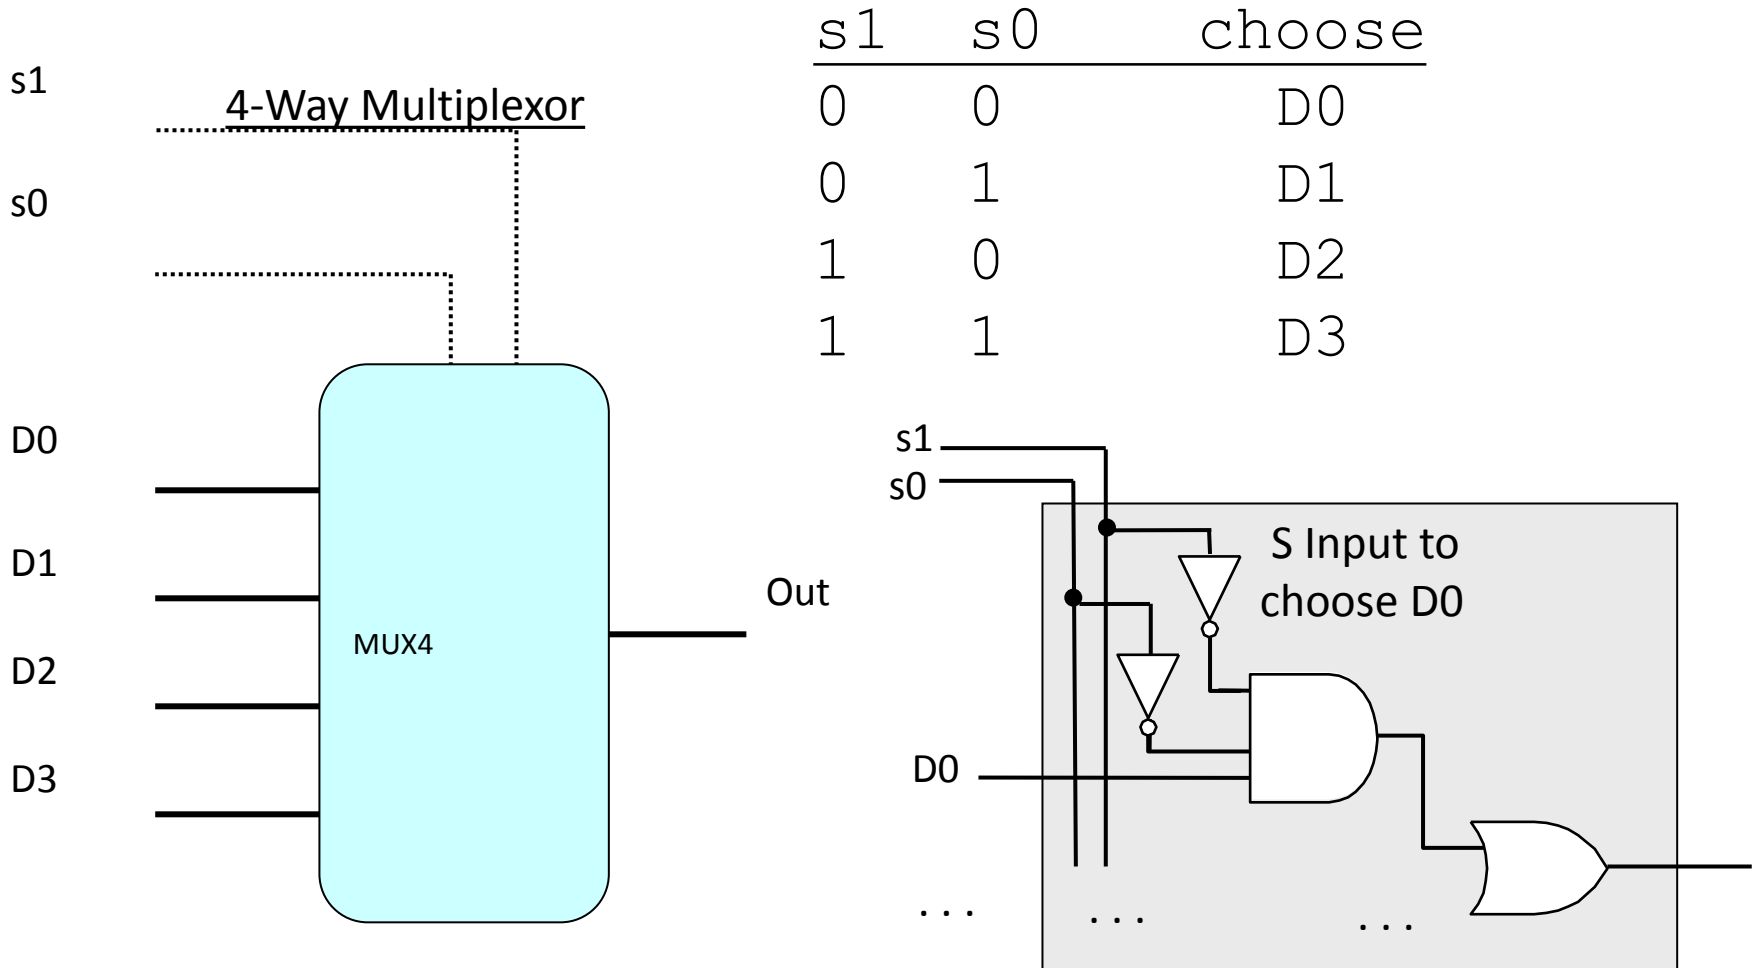 4-Way Multiplexor
s1
s0
D0
D1
D2
D3
MUX4
Out
s1 s0 choose
0 0 D0
0 1 D1
1 0 D2
1 1 D3
s1
s0
S Input to
choose D0
D0
... ... ...